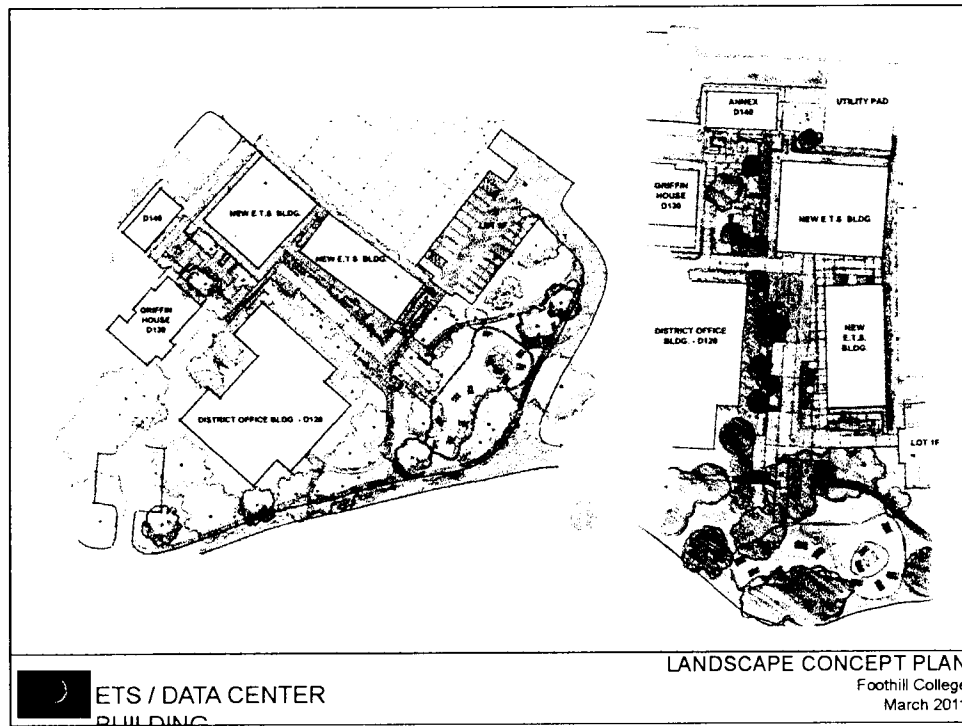 D140
NEW E.T.S. BLDG.
NEW E.T.S. BLDG.
LOT 1F
GRIFFIN
HOUSE
D130
DISTRICT OFFICE BLDG. - D120
ANNEX
D140
UTILITY PAD
GRIFFIN
HOUSE
D130
NEW E.T.S. BLDG.
DISTRICT OFFICE
BLDG. - D120
NEW
E.T.S.
BLDG.
LOT 1F
ETS / DATA CENTER
BUILDING
LANDSCAPE CONCEPT PLAN
Foothill College
March 2011